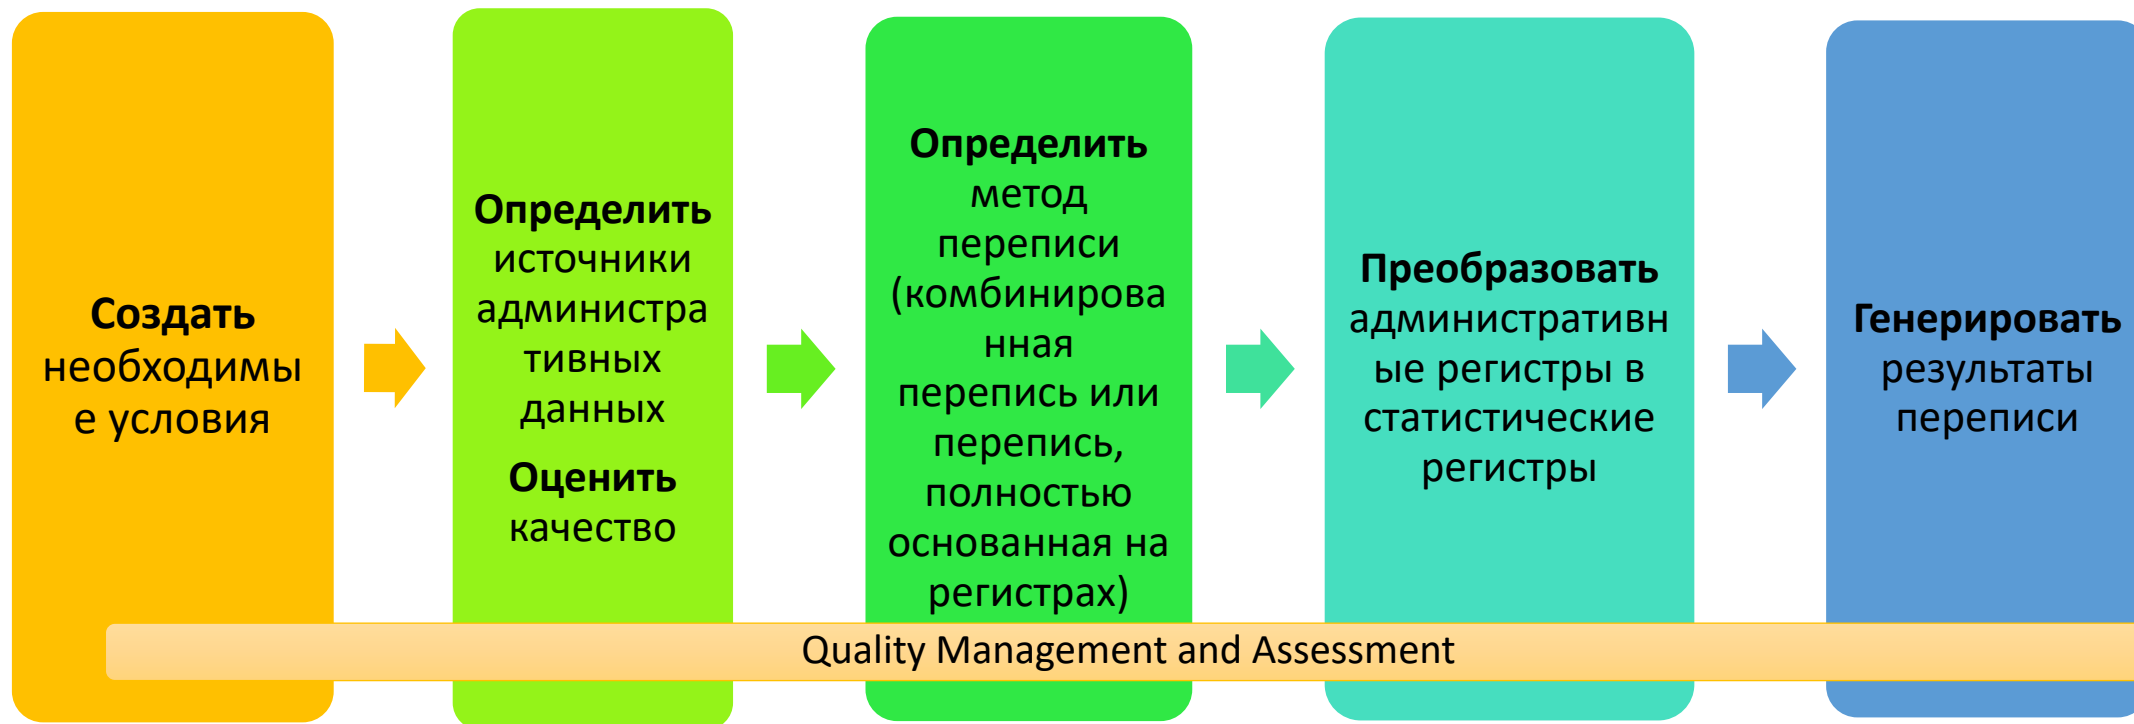 Создать
необходимы
е условия
Определить
источники
администра
тивных
данных
Оценить
качество
Определить
метод
переписи
(комбинирова
нная
перепись или
перепись,
полностью
основанная на
регистрах)
Преобразовать
административн
ые регистры в
статистические
регистры
Генерировать
результаты
переписи
Quality Management and Assessment